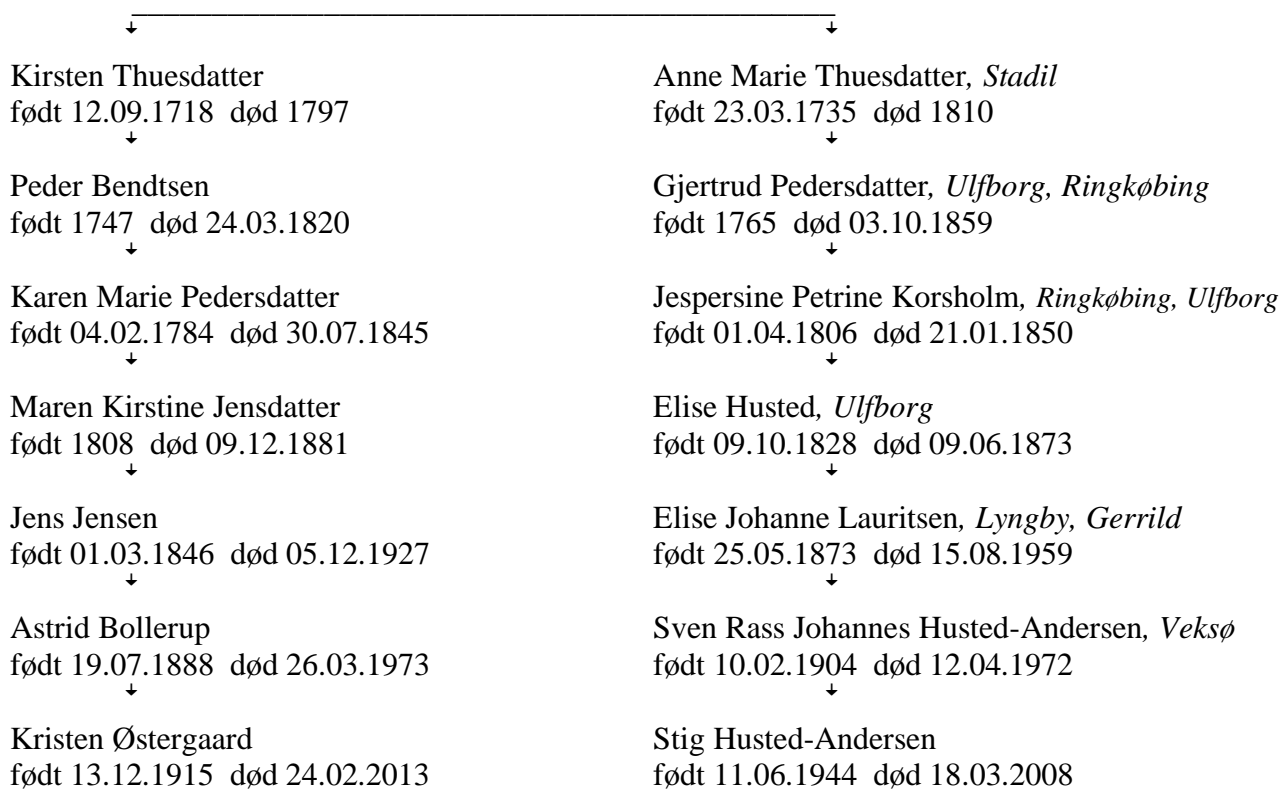 Kirsten Thuesdatter
født 12.09.1718 død 1797
Peder Bendtsen
født 1747 død 24.03.1820
Karen Marie Pedersdatter
født 04.02.1784 død 30.07.1845
Maren Kirstine Jensdatter
født 1808 død 09.12.1881
Jens Jensen
født 01.03.1846 død 05.12.1927
Astrid Bollerup
født 19.07.1888 død 26.03.1973
Kristen Østergaard
født 13.12.1915 død 24.02.2013
Anne Marie Thuesdatter, Stadil
født 23.03.1735 død 1810
Gjertrud Pedersdatter, Ulfborg, Ringkøbing
født 1765 død 03.10.1859
Jespersine Petrine Korsholm, Ringkøbing, Ulfborg
født 01.04.1806 død 21.01.1850
Elise Husted, Ulfborg
født 09.10.1828 død 09.06.1873
Elise Johanne Lauritsen, Lyngby, Gerrild
født 25.05.1873 død 15.08.1959
Sven Rass Johannes Husted-Andersen, Veksø
født 10.02.1904 død 12.04.1972
Stig Husted-Andersen
født 11.06.1944 død 18.03.2008